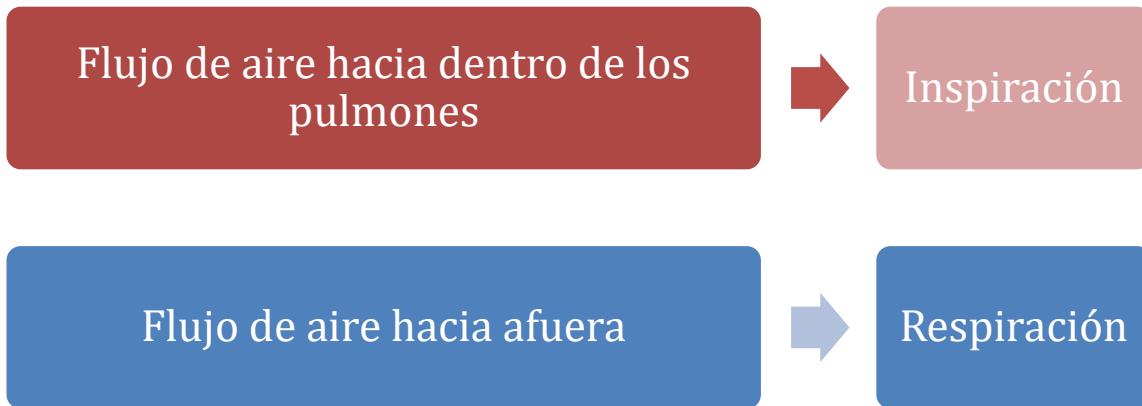 Flujo de aire hacia dentro de los
pulmones
Inspiración
Flujo de aire hacia afuera
Respiración